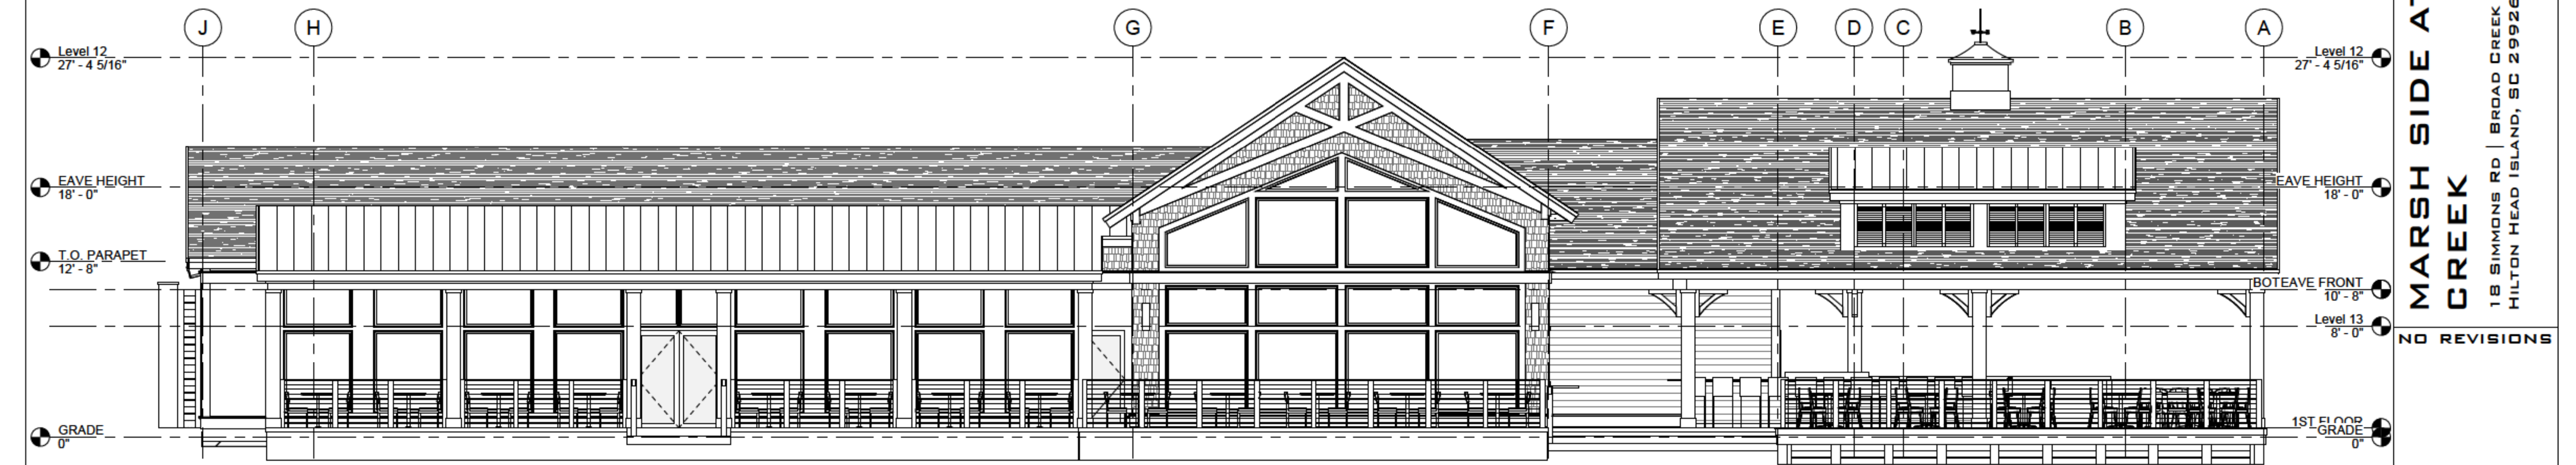 J
H
G
F
E
D
C
B
A
Level 12
27' - 4 5/16"
EAVE HEIGHT
18' - 0"
T.O. PARAPET
12' - 8"
GRADE
0"
Level 12
27' - 4 5/16"
EAVE HEIGHT
18' - 0"
BOTEAVE FRONT
10' - 8"
Level 13
8' - 0"
1ST FLOOR
GRADE
0"
MARSH SIDE
CREEK
18 SIMMONS RD | BROAD CREEK
HILTON HEAD ISLAND, SC 29926
NO REVISIONS